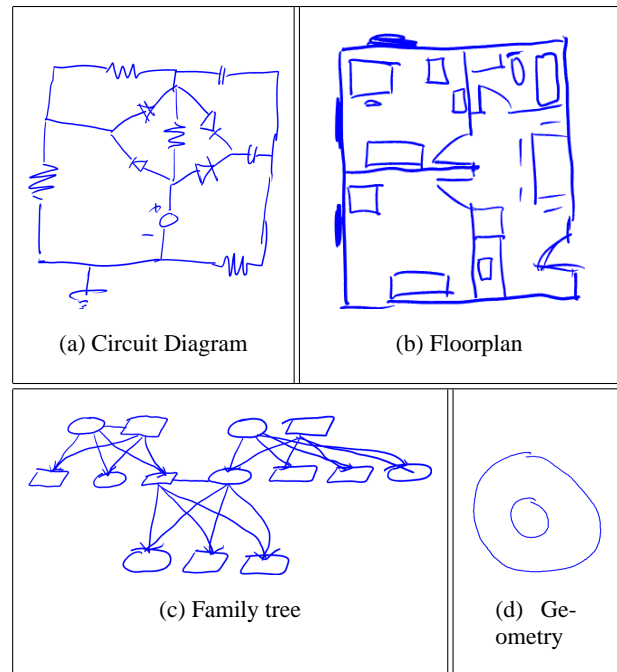 (a) Circuit Diagram
(b) Floorplan
(c) Family tree
(d) Ge-
ometry